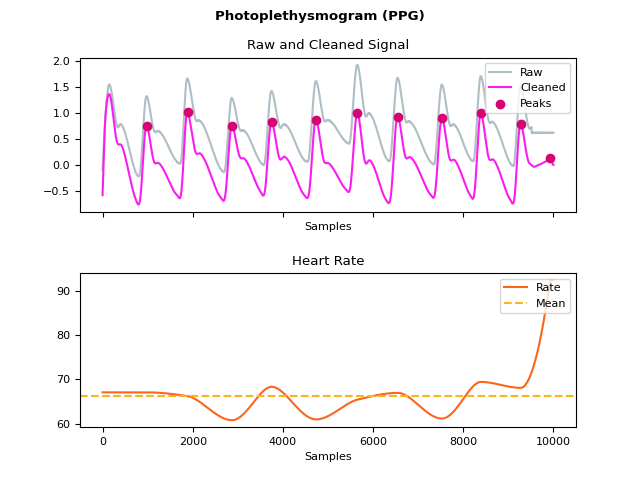 Photoplethysmogram (PPG)
Raw and Cleaned Signal
2.0
1.5
1.0
0.5
0.0
−0.5
Raw
Cleaned
Peaks
Samples
Heart Rate
90
80
70
60
Rate
Mean
0 2000 4000 6000 8000 10000
Samples